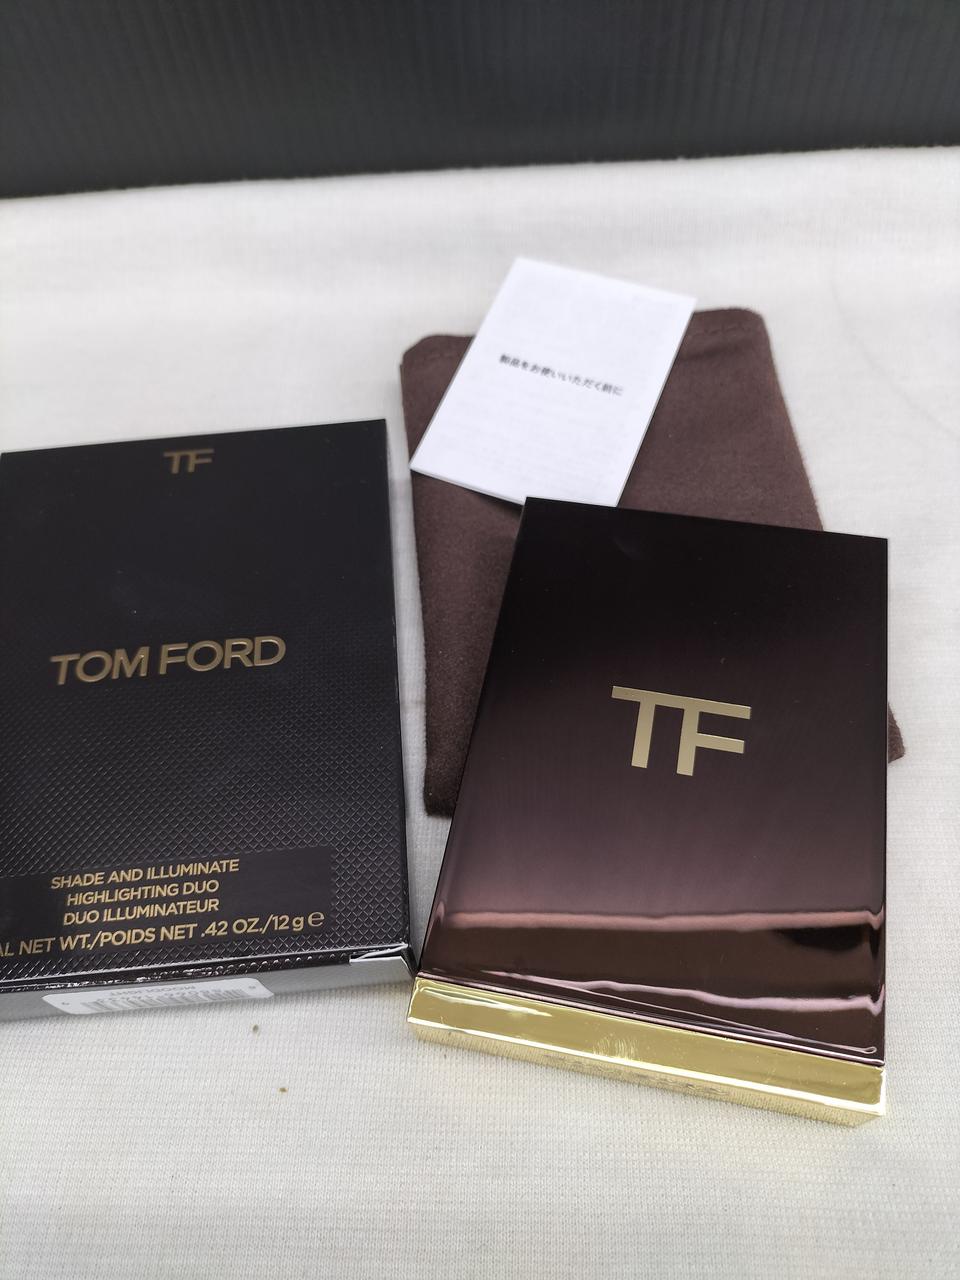 新品をお使いいただく前に
TF
TOM FORD
SHADE AND ILLUMINATE
HIGHLIGHTING DUO
DUO ILLUMINATEUR
AL NET WT./POIDS NET .42 OZ./12 g e
TF